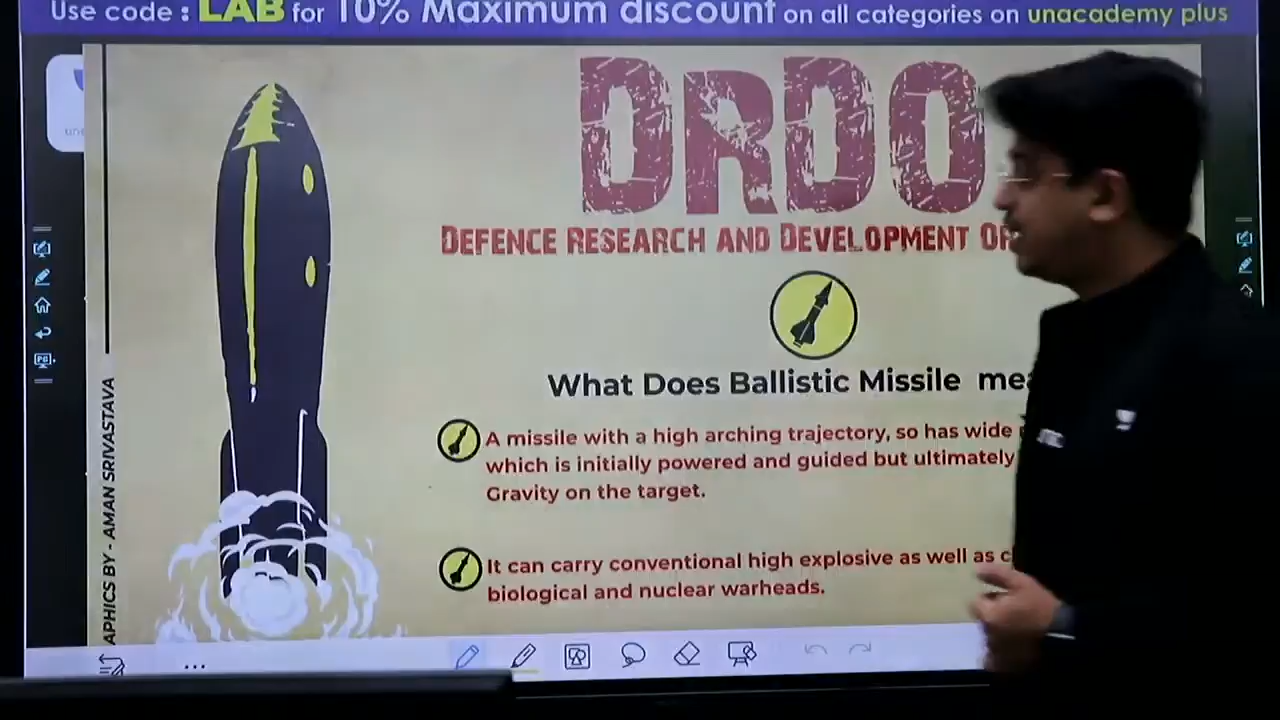 Use code : LAB for 10% Maximum discount on all categories on unacademy plus
DRDO
DEFENCE RESEARCH AND DEVELOPMENT
What Does Ballistic Missile
A missile with a high arching trajectory, so has wide
which is initially powered and guided but ultimately
Gravity on the target.
It can carry conventional high explosive as well as
biological and nuclear warheads.
APHICS BY - AMAN SRIVASTAVA